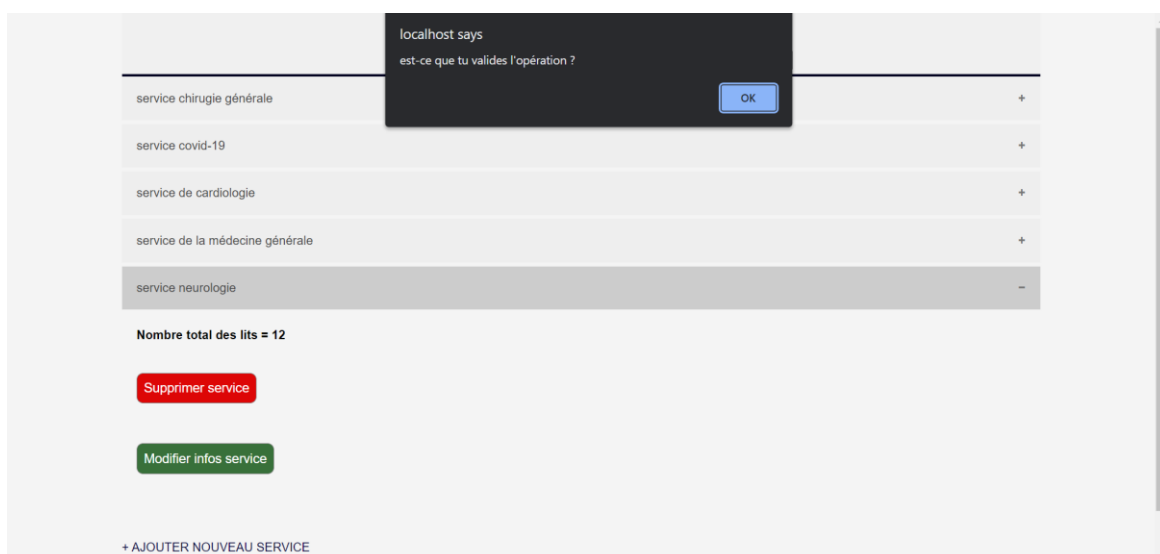 localhost says
est-ce que tu valides l'opération ?
OK
service chirugie générale +
service covid-19 +
service de cardiologie +
service de la médecine générale +
service neurologie −
Nombre total des lits = 12
Supprimer service
Modifier infos service
+ AJOUTER NOUVEAU SERVICE